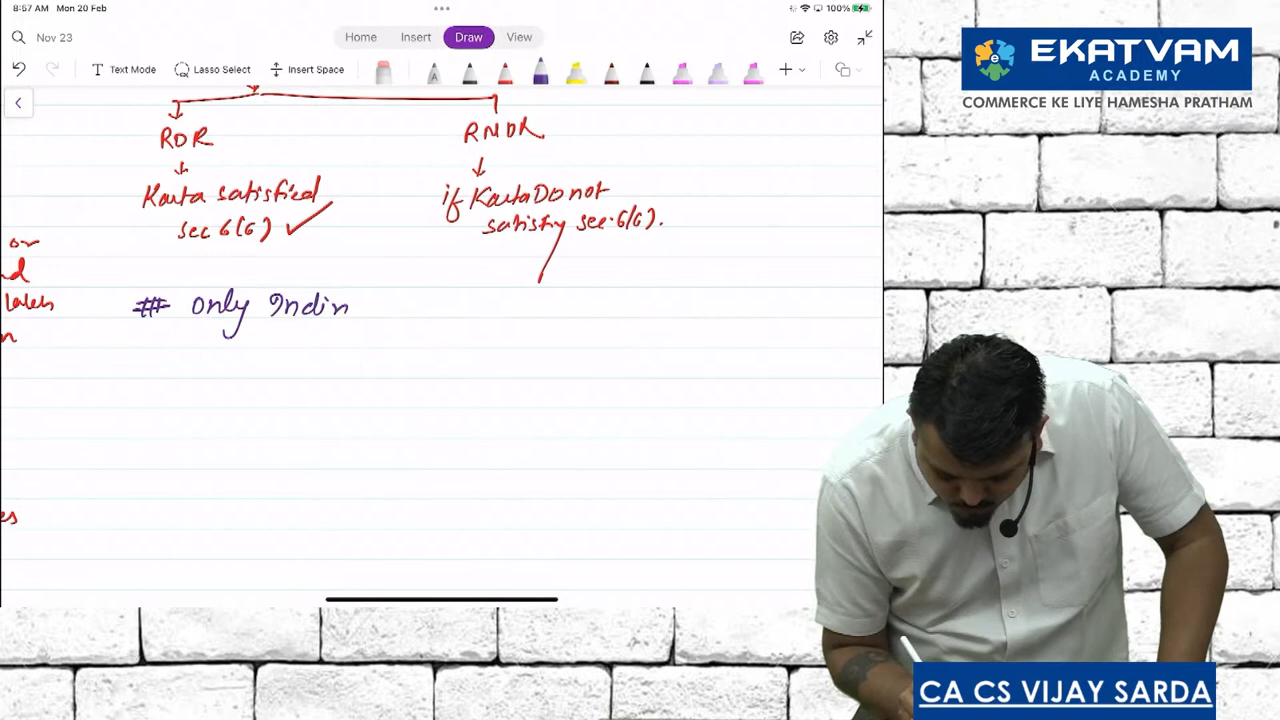 8:57 AM Mon 20 Feb
100%
Nov 23
Home Insert Draw View
Text Mode Lasso Select Insert Space
EKATVAM
ACADEMY
COMMERCE KE LIYE HAMESHA PRATHAM
ROR RNOR
Karta satisfied
sec 6(6)
if Karta Do not
satisfy sec. 6(6).
or
# only Indin
CA CS VIJAY SARDA